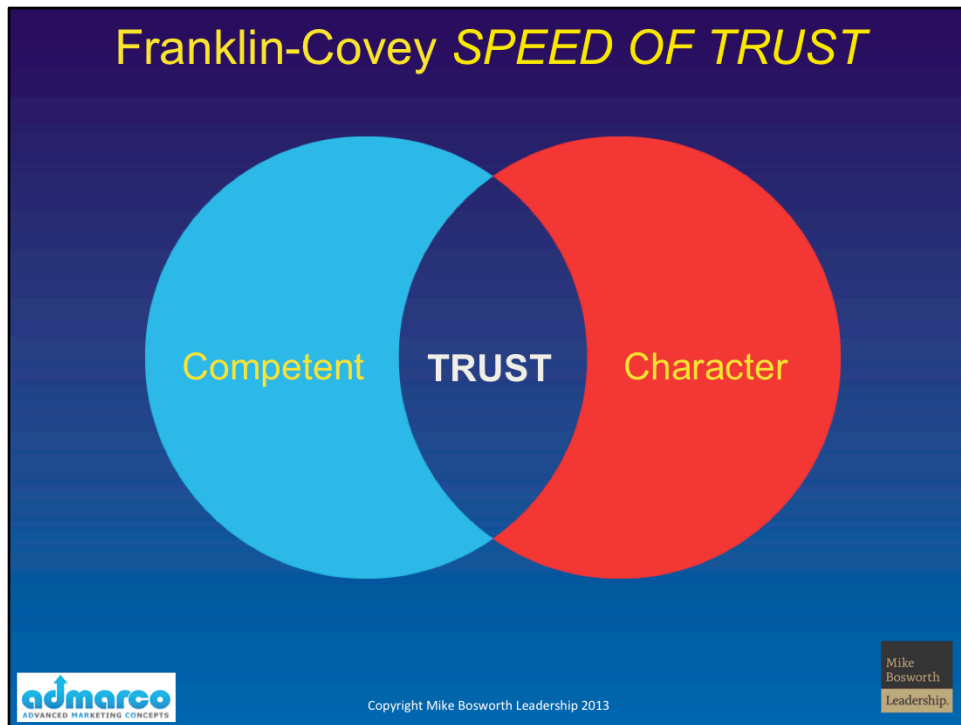 Franklin-Covey SPEED OF TRUST
Competent
TRUST
Character
admarco
ADVANCED MARKETING CONCEPTS
Copyright Mike Bosworth Leadership 2013
Mike
Bosworth
Leadership.